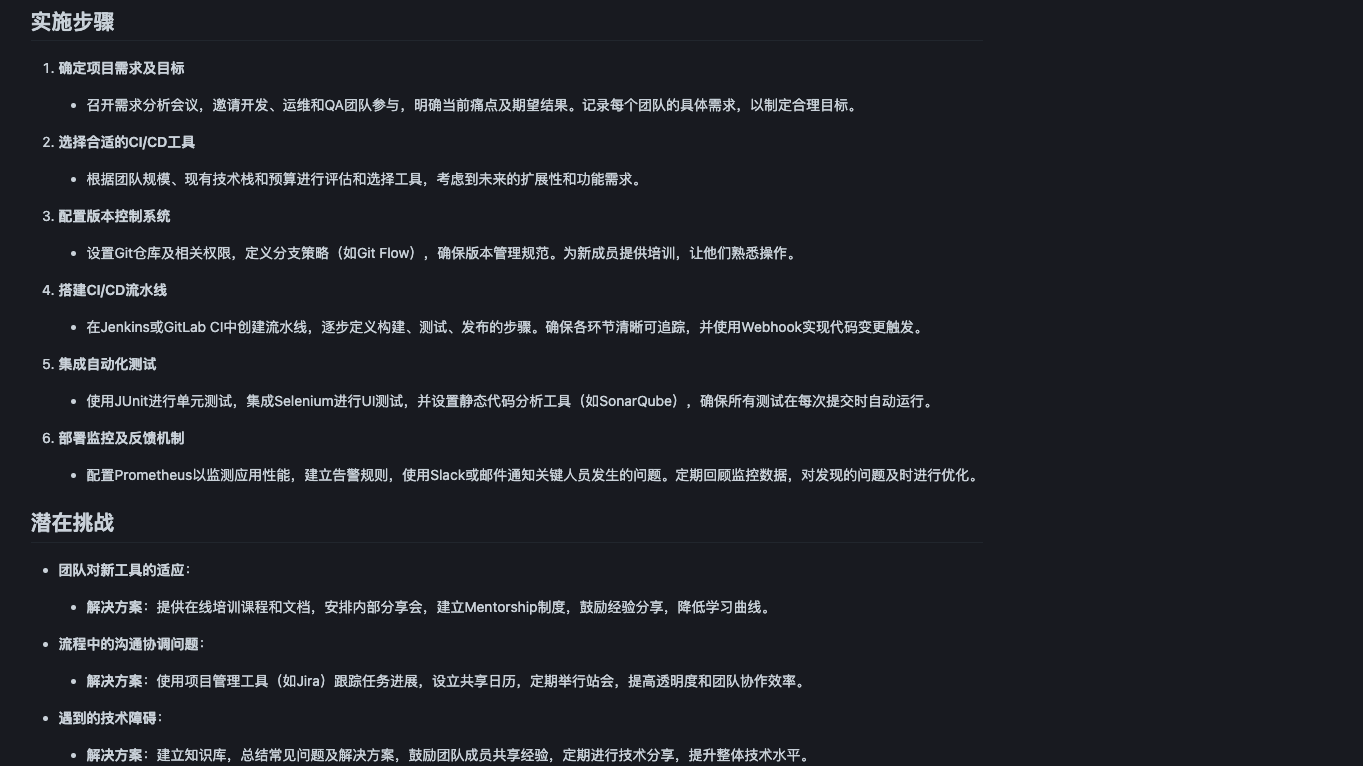 实施步骤
1. 确定项目需求及目标
• 召开需求分析会议，邀请开发、运维和QA团队参与，明确当前痛点及期望结果。记录每个团队的具体需求，以制定合理目标。
2. 选择合适的CI/CD工具
• 根据团队规模、现有技术栈和预算进行评估和选择工具，考虑到未来的扩展性和功能需求。
3. 配置版本控制系统
• 设置Git仓库及相关权限，定义分支策略（如Git Flow），确保版本管理规范。为新成员提供培训，让他们熟悉操作。
4. 搭建CI/CD流水线
• 在Jenkins或GitLab CI中创建流水线，逐步定义构建、测试、发布的步骤。确保各环节清晰可追踪，并使用Webhook实现代码变更触发。
5. 集成自动化测试
• 使用JUnit进行单元测试，集成Selenium进行UI测试，并设置静态代码分析工具（如SonarQube），确保所有测试在每次提交时自动运行。
6. 部署监控及反馈机制
• 配置Prometheus以监测应用性能，建立告警规则，使用Slack或邮件通知关键人员发生的问题。定期回顾监控数据，对发现的问题及时进行优化。
潜在挑战
• 团队对新工具的适应：
• 解决方案：提供在线培训课程和文档，安排内部分享会，建立Mentorship制度，鼓励经验分享，降低学习曲线。
• 流程中的沟通协调问题：
• 解决方案：使用项目管理工具（如Jira）跟踪任务进展，设立共享日历，定期举行站会，提高透明度和团队协作效率。
• 遇到的技术障碍：
• 解决方案：建立知识库，总结常见问题及解决方案，鼓励团队成员共享经验，定期进行技术分享，提升整体技术水平。